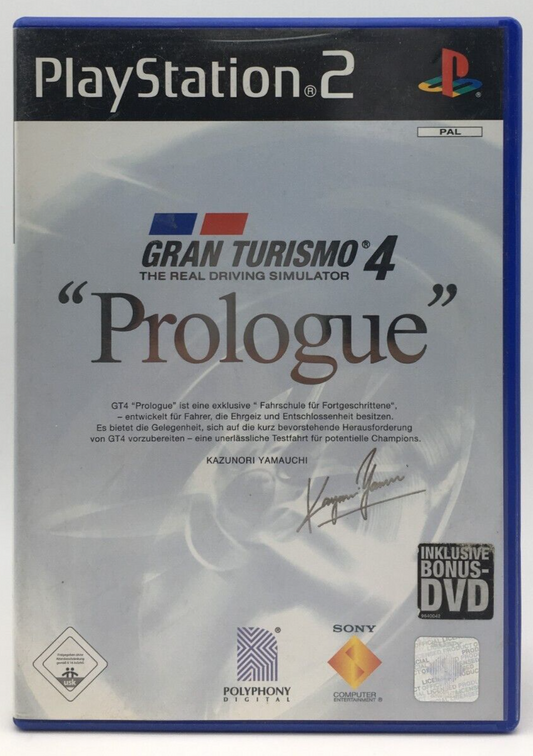 PlayStation®2
PAL
GRAN TURISMO®4
THE REAL DRIVING SIMULATOR
“Prologue”
GT4 “Prologue” ist eine exklusive “ Fahrschule für Fortgeschrittene“,
– entwickelt für Fahrer, die Ehrgeiz und Entschlossenheit besitzen.
Es bietet die Gelegenheit, sich auf die kurz bevorstehende Herausforderung
von GT4 vorzubereiten – eine unerlässliche Testfahrt für potentielle Champions.
KAZUNORI YAMAUCHI
INKLUSIVE
BONUS-
DVD
usk
POLYPHONY
DIGITAL
®
SONY
COMPUTER
ENTERTAINMENT®